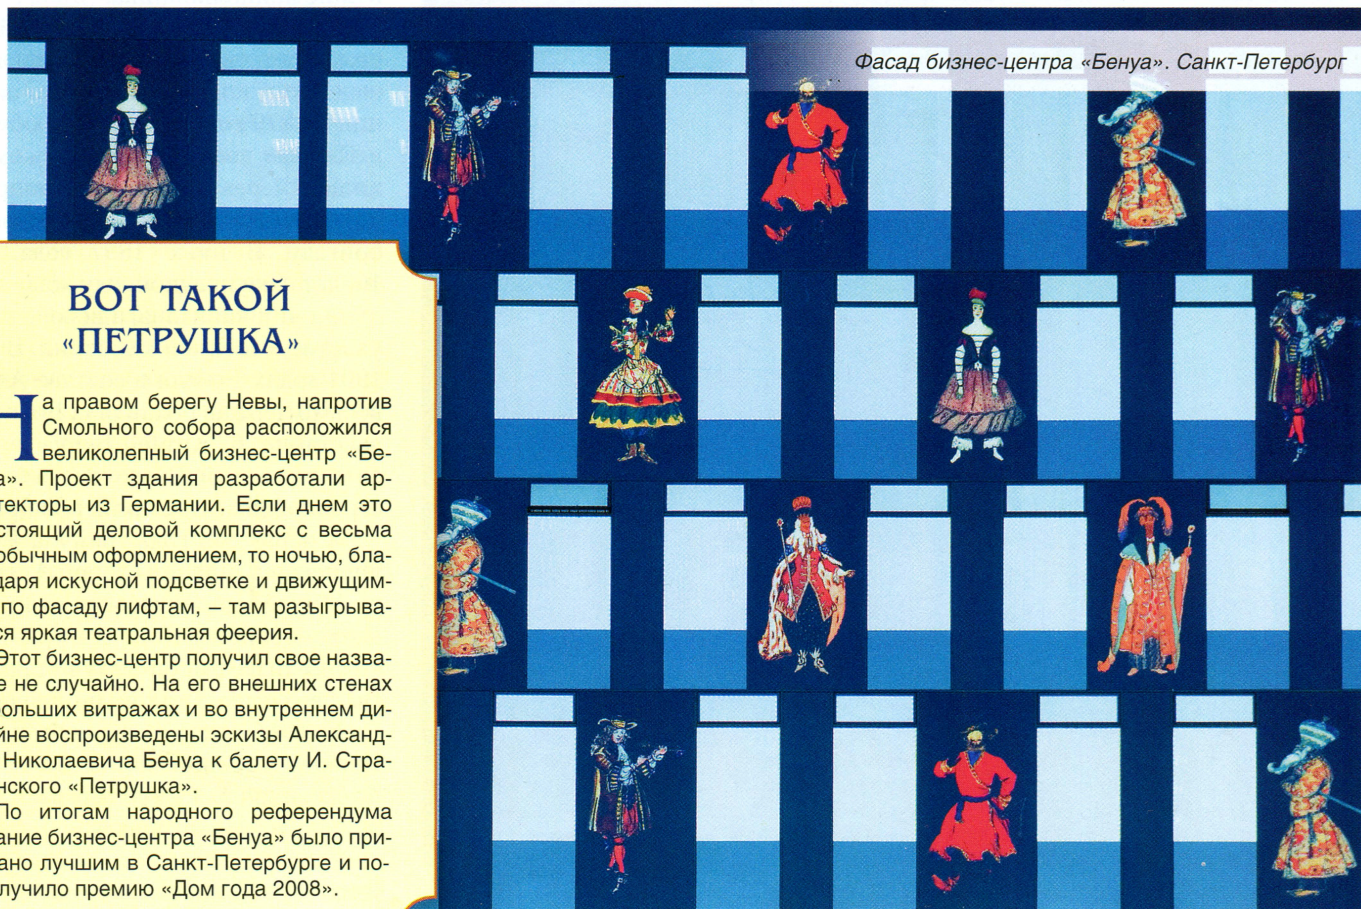 Фасад бизнес-центра «Бенуа». Санкт-Петербург
ВОТ ТАКОЙ
«ПЕТРУШКА»
На правом берегу Невы, напротив
Смольного собора расположился
великолепный бизнес-центр «Бе-
а». Проект здания разработали ар-
текторы из Германии. Если днем это
стоящий деловой комплекс с весьма
обычным оформлением, то ночью, бла-
даря искусной подсветке и движущим-
по фасаду лифтам, – там разыгрыва-
ся яркая театральная феерия.
Этот бизнес-центр получил свое назва-
е не случайно. На его внешних стенах
больших витражах и во внутреннем ди-
йне воспроизведены эскизы Александ-
Николаевича Бенуа к балету И. Стра-
нского «Петрушка».
По итогам народного референдума
ание бизнес-центра «Бенуа» было при-
ано лучшим в Санкт-Петербурге и по-
лучило премию «Дом года 2008».